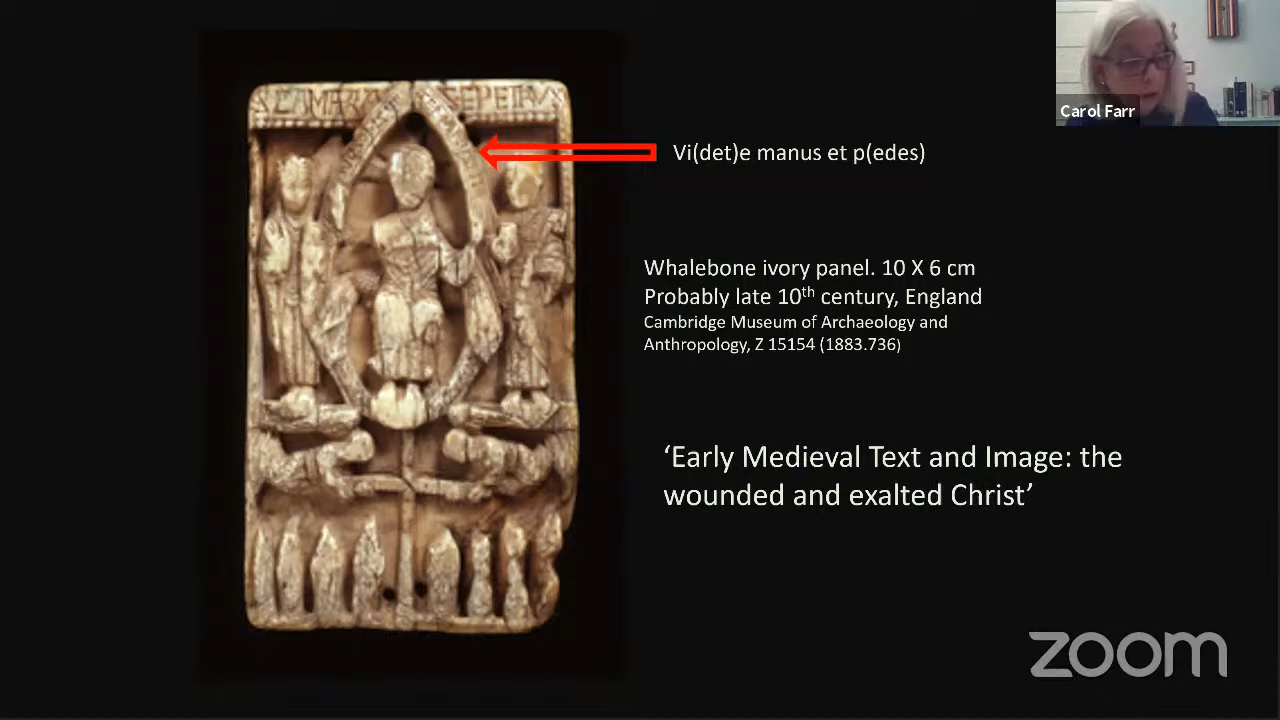 Carol Farr
Vi(det)e manus et p(edes)
Whalebone ivory panel. 10 X 6 cm
Probably late 10th century, England
Cambridge Museum of Archaeology and
Anthropology, Z 15154 (1883.736)
‘Early Medieval Text and Image: the
wounded and exalted Christ’
zoom